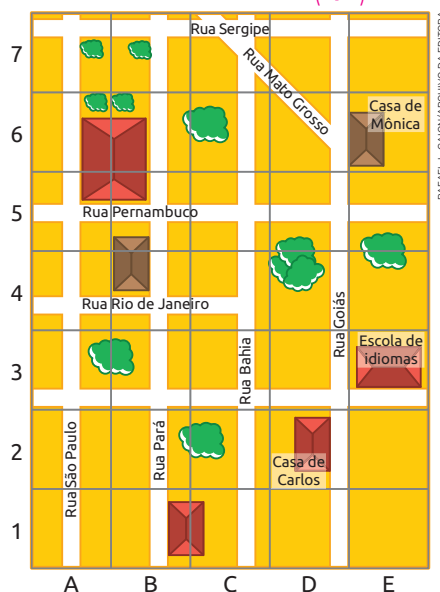 Rua Sergipe
Rua Mato Grosso
7
Casa de
Mônica
6
5
Rua Pernambuco
4
Rua Rio de Janeiro
Rua Goiás
Rua Bahia
Escola de
idiomas
3
2
Rua São Paulo
Rua Pará
Casa de
Carlos
1
A B C D E